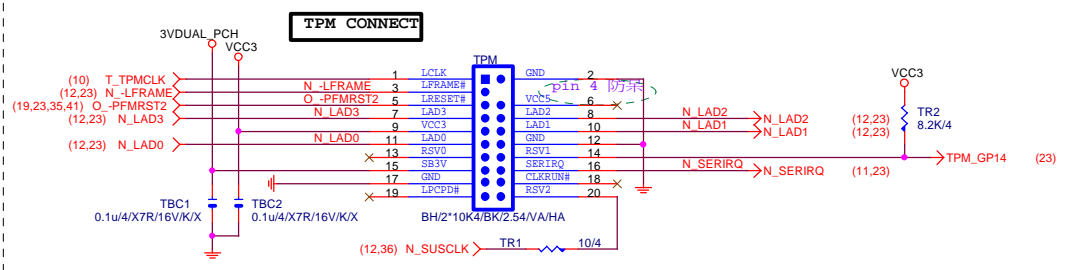 TPM CONNECT
3VDUAL_PCH
VCC3
TPM
VCC3
(10) T_TPMCLK 1 LCLK GND 2
(12,23) N_-LFRAME N_-LFRAME 3 LFRAME# pin 4 防呆
(19,23,35,41) O_-PFMRST2 O_-PFMRST2 5 LRESET# VCC5 6
(12,23) N_LAD3 N_LAD3 7 LAD3 LAD2 8 N_LAD2 N_LAD2 (12,23)
9 VCC3 LAD1 10 N_LAD1 N_LAD1 (12,23)
TR2
8.2K/4
(12,23) N_LAD0 N_LAD0 11 LAD0 GND 12
13 RSV0 RSV1 14 TPM_GP14 (23)
15 SB3V SERIRQ 16 N_SERIRQ N_SERIRQ (11,23)
17 GND CLKRUN# 18
19 LPCPD# RSV2 20
TBC1
0.1u/4/X7R/16V/K/X
TBC2
0.1u/4/X7R/16V/K/X
BH/2*10K4/BK/2.54/VA/HA
(12,36) N_SUSCLK TR1 10/4